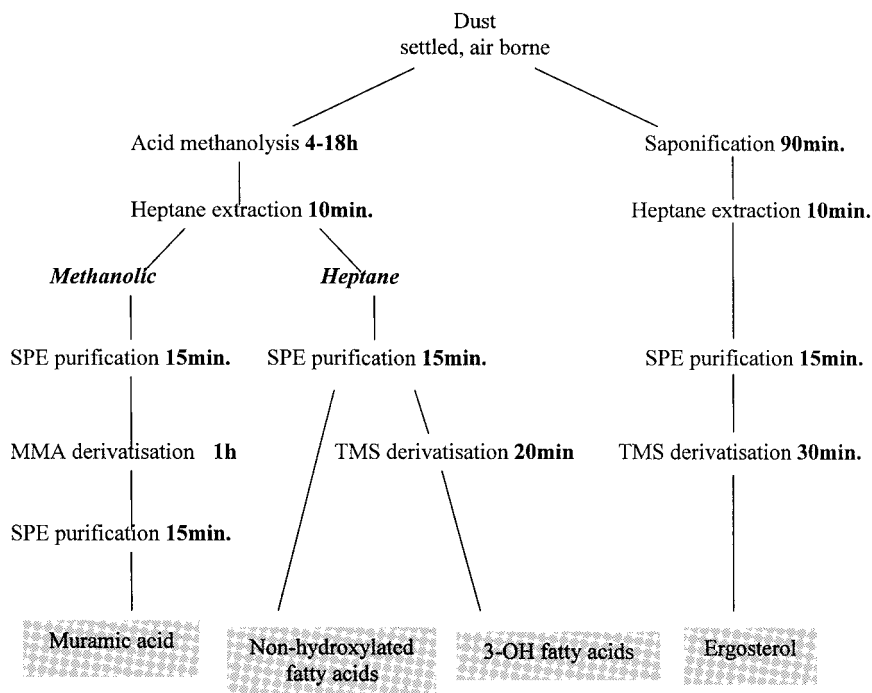 Dust
settled, air borne
Acid methanolysis 4-18h
Saponification 90min.
Heptane extraction 10min.
Heptane extraction 10min.
Methanolic
Heptane
SPE purification 15min.
SPE purification 15min.
SPE purification 15min.
MMA derivatisation 1h
TMS derivatisation 20min
TMS derivatisation 30min.
SPE purification 15min.
Muramic acid
Non-hydroxylated
fatty acids
3-OH fatty acids
Ergosterol